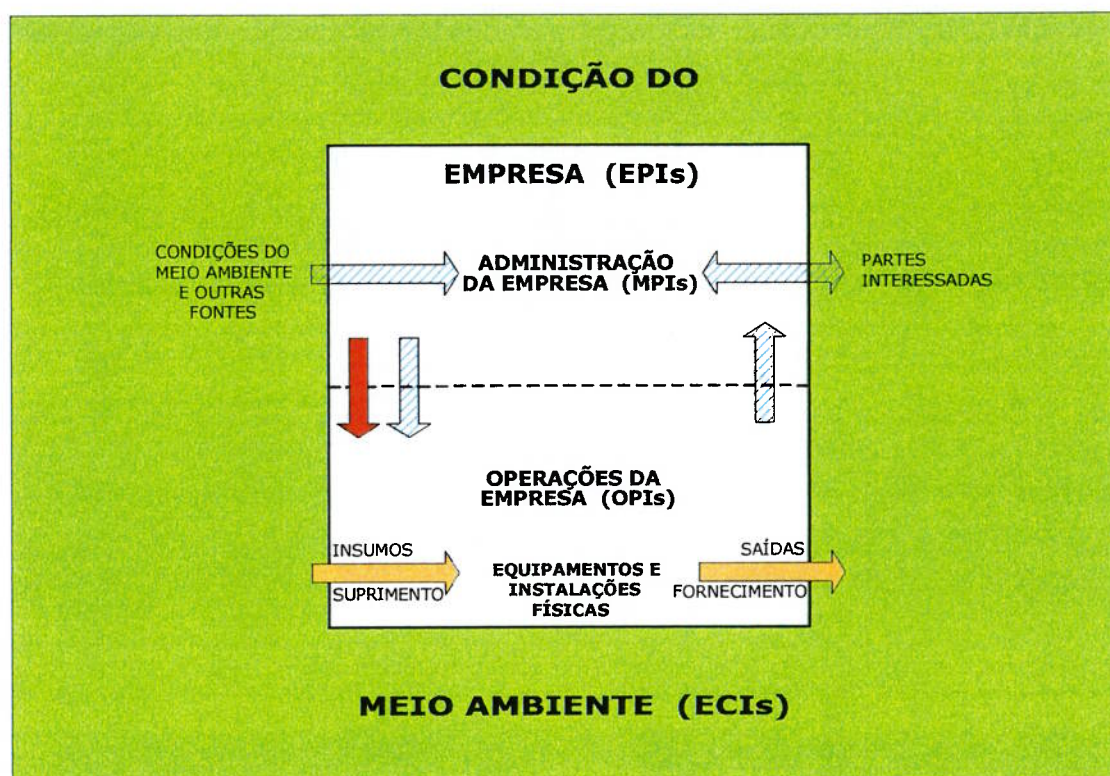 CONDIÇÃO DO
EMPRESA (EPIs)
CONDIÇÕES DO
MEIO AMBIENTE
E OUTRAS
FONTES
ADMINISTRAÇÃO
DA EMPRESA (MPIs)
PARTES
INTERESSADAS
OPERAÇÕES DA
EMPRESA (OPIs)
INSUMOS
SUPRIMENTO
EQUIPAMENTOS E
INSTALAÇÕES
FÍSICAS
SAÍDAS
FORNECIMENTO
MEIO AMBIENTE (ECIs)